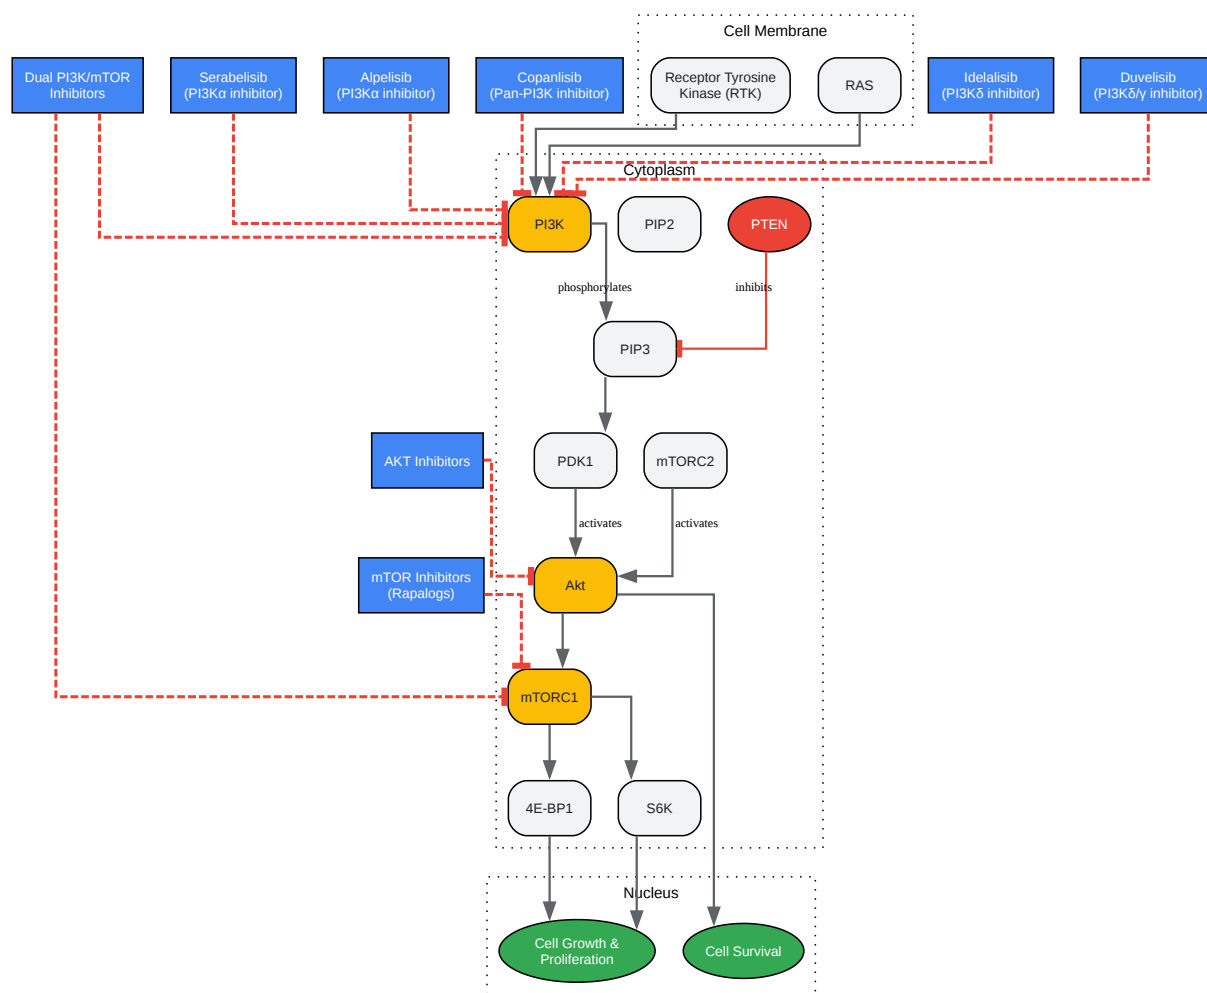 Cell Membrane
Dual PI3K/mTOR
Inhibitors
Serabelisib
(PI3Kα inhibitor)
Alpelisib
(PI3Kα inhibitor)
Copanlisib
(Pan-PI3K inhibitor)
Receptor Tyrosine
Kinase (RTK)
RAS
Idelalisib
(PI3Kδ inhibitor)
Duvelisib
(PI3Kδ/γ inhibitor)
Cytoplasm
PI3K
PIP2
PTEN
phosphorylates
inhibits
PIP3
AKT Inhibitors
PDK1
mTORC2
activates
activates
mTOR Inhibitors
(Rapalogs)
Akt
mTORC1
4E-BP1
S6K
Nucleus
Cell Growth &
Proliferation
Cell Survival